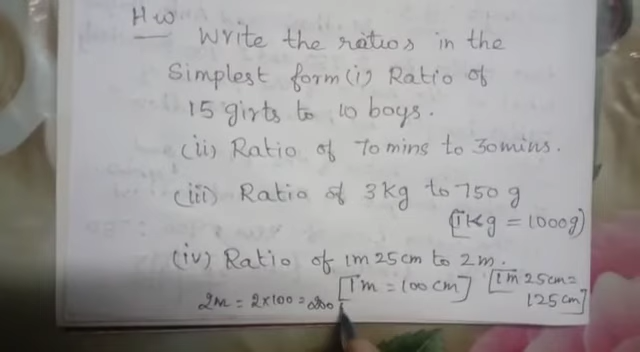 Hw
Write the ratios in the
Simplest form (i) Ratio of
15 girls to 10 boys.
(ii) Ratio of 70 mins to 30 mins.
(iii) Ratio of 3 Kg to 750 g
(1 Kg = 1000g)
(iv) Ratio of 1m 25cm to 2m.
[1m = 100 cm] [1m 25cm =
125 cm]
2m = 2×100 = 200